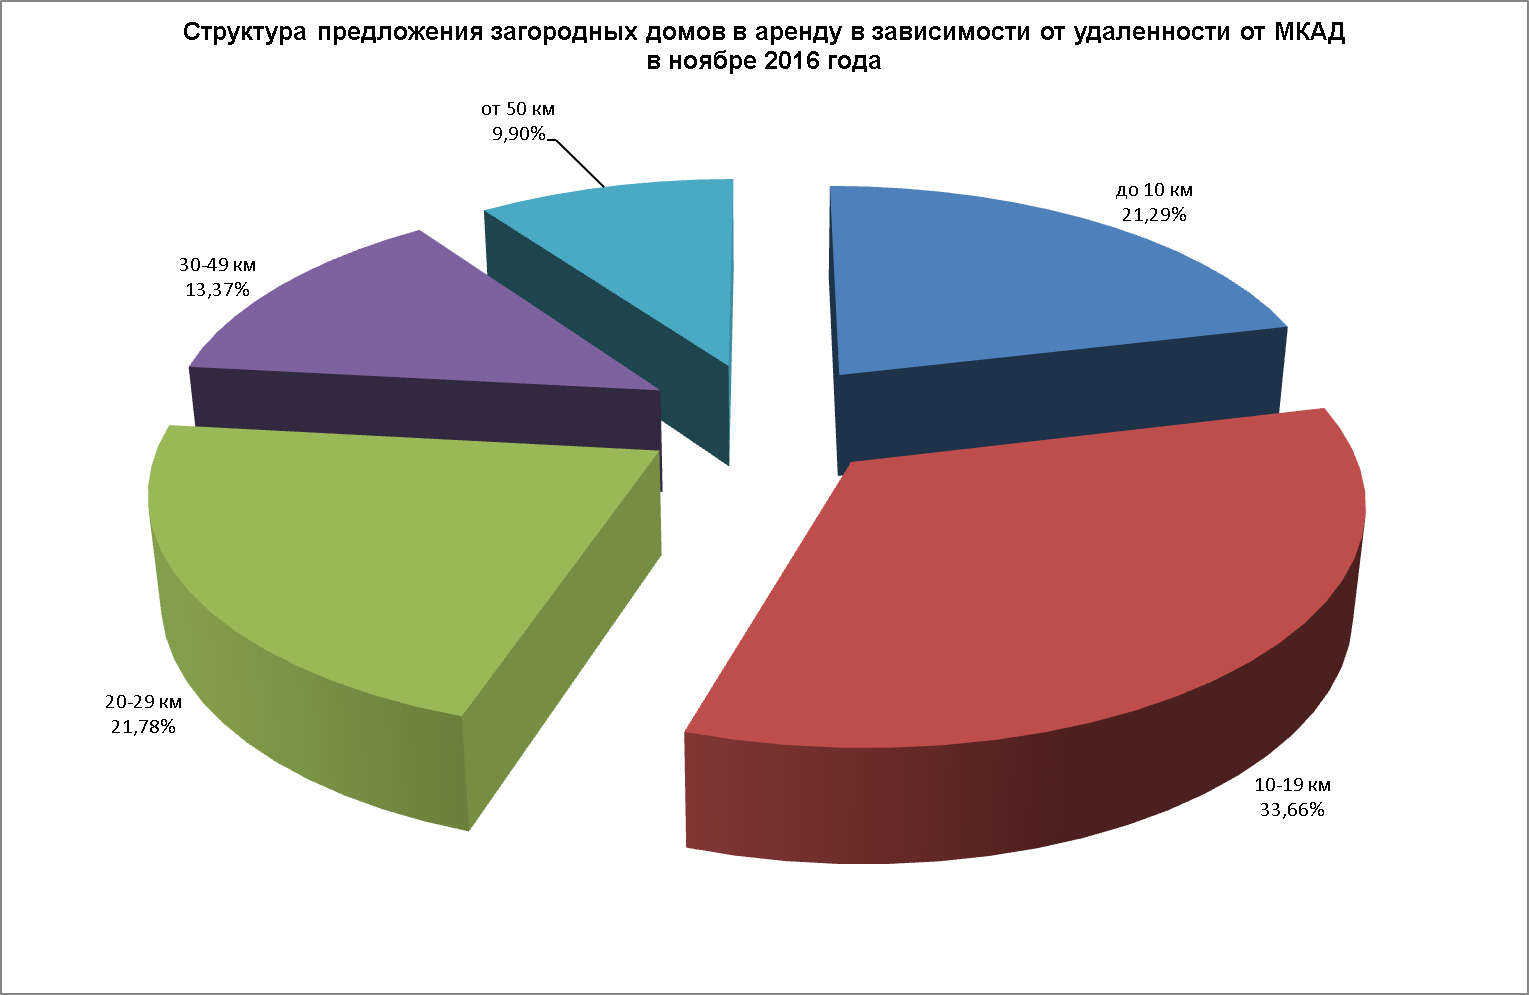 Структура предложения загородных домов в аренду в зависимости от удаленности от МКАД
в ноябре 2016 года
от 50 км
9,90%
до 10 км
21,29%
30-49 км
13,37%
20-29 км
21,78%
10-19 км
33,66%